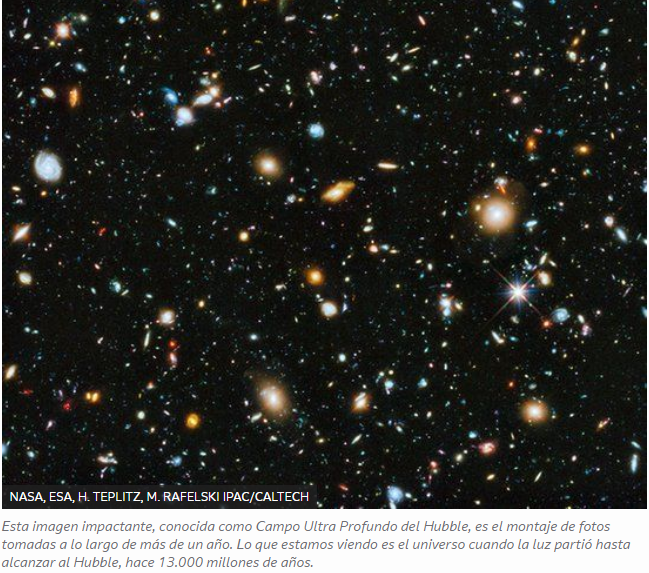 NASA, ESA, H. TEPLITZ, M. RAFELSKI IPAC/CALTECH
Esta imagen impactante, conocida como Campo Ultra Profundo del Hubble, es el montaje de fotos
tomadas a lo largo de más de un año. Lo que estamos viendo es el universo cuando la luz partió hasta
alcanzar al Hubble, hace 13.000 millones de años.